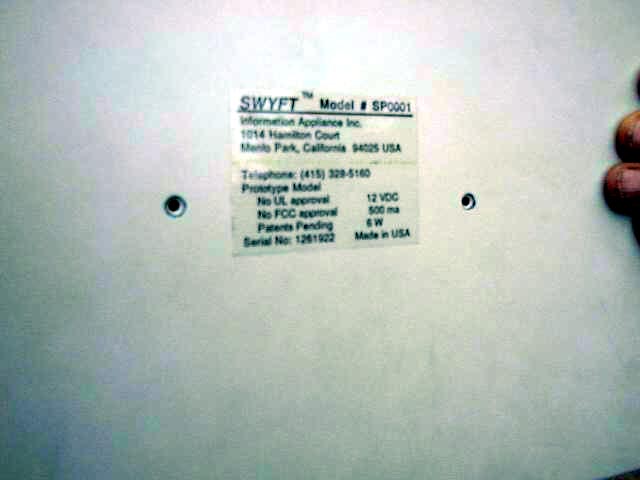 SWYFT™ Model # SP0001
Information Appliance Inc.
1014 Hamilton Court
Menlo Park, California 94025 USA
Telephone: (415) 328-5160
Prototype Model
No UL approval 12 VDC
No FCC approval 500 ma
Patents Pending 6 W
Serial No: 1261922 Made in USA